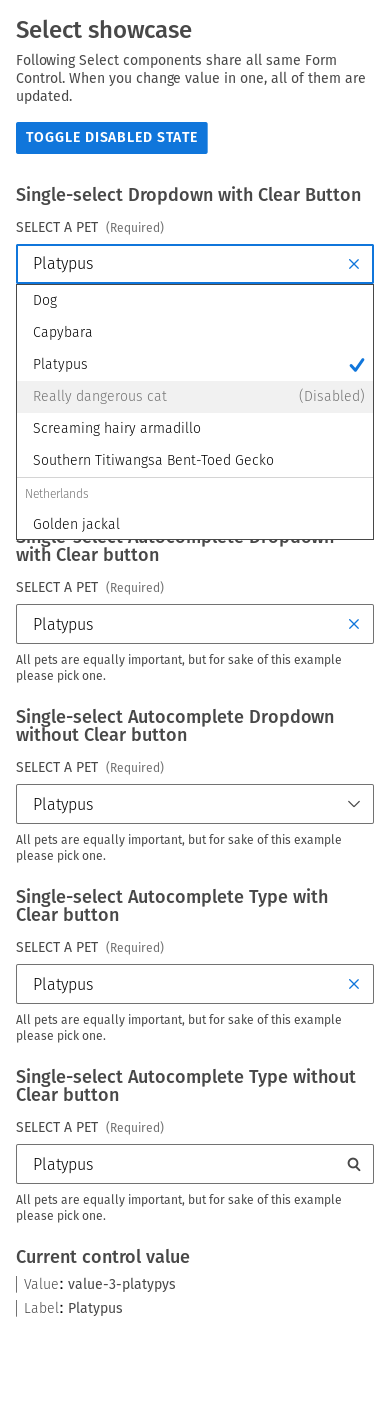 Select showcase
Following Select components share all same Form
Control. When you change value in one, all of them are
updated.
TOGGLE DISABLED STATE
Single-select Dropdown with Clear Button
SELECT A PET (Required)
Platypus
Dog
Capybara
Platypus
Really dangerous cat (Disabled)
Screaming hairy armadillo
Southern Titiwangsa Bent-Toed Gecko
Netherlands
Golden jackal
Single-select Autocomplete Dropdown
with Clear button
SELECT A PET (Required)
Platypus
All pets are equally important, but for sake of this example
please pick one.
Single-select Autocomplete Dropdown
without Clear button
SELECT A PET (Required)
Platypus
All pets are equally important, but for sake of this example
please pick one.
Single-select Autocomplete Type with
Clear button
SELECT A PET (Required)
Platypus
All pets are equally important, but for sake of this example
please pick one.
Single-select Autocomplete Type without
Clear button
SELECT A PET (Required)
Platypus
All pets are equally important, but for sake of this example
please pick one.
Current control value
Value: value-3-platypys
Label: Platypus